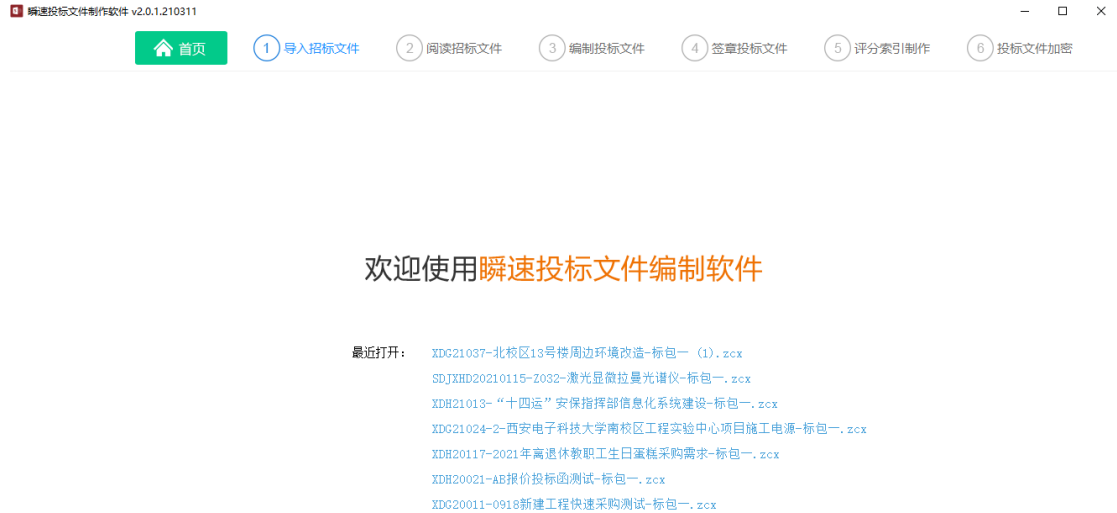 瞬速投标文件制作软件 v2.0.1.210311
首页 1 导入招标文件 2 阅读招标文件 3 编制投标文件 4 签章投标文件 5 评分索引制作 6 投标文件加密
欢迎使用瞬速投标文件编制软件
最近打开： XDG21037-北校区13号楼周边环境改造-标包一 (1).zcx
SDJXHD20210115-Z032-激光显微拉曼光谱仪-标包一.zcx
XDH21013-“十四运”安保指挥部信息化系统建设-标包一.zcx
XDG21024-2-西安电子科技大学南校区工程实验中心项目施工电源-标包一.zcx
XDH20117-2021年离退休教职工生日蛋糕采购需求-标包一.zcx
XDH20021-AB报价投标函测试-标包一.zcx
XDG20011-0918新建工程快速采购测试-标包一.zcx